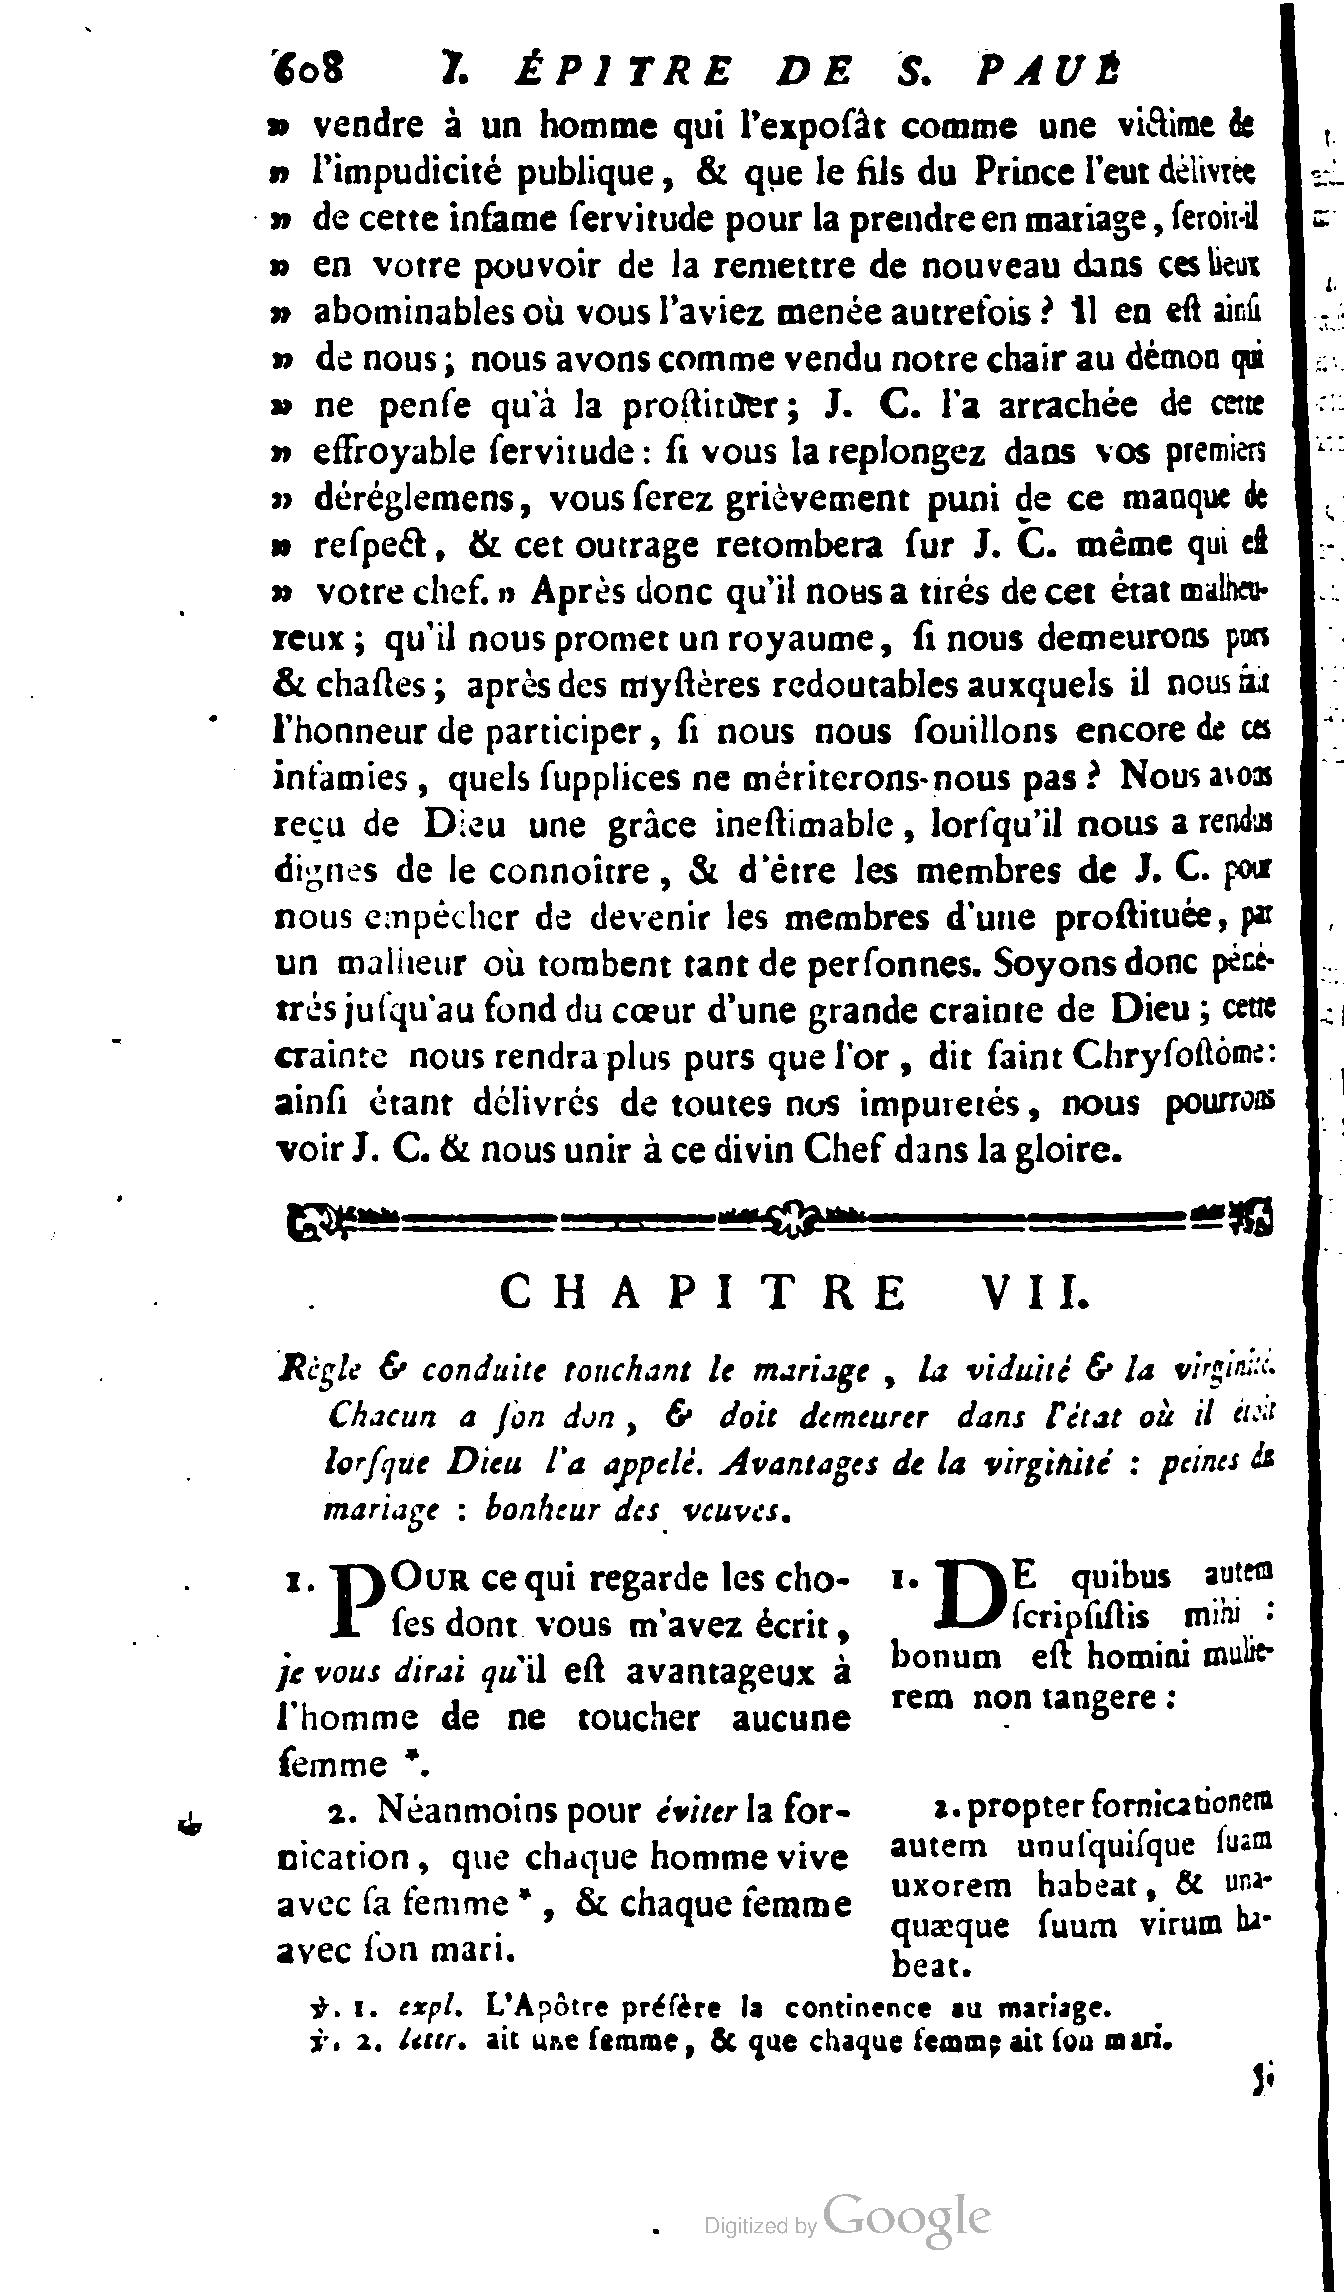 608 I. ÉPITRE DE S. PAUL
» vendre à un homme qui l'expoſât comme une victime de
» l'impudicité publique, & que le fils du Prince l'eut délivrée
» de cette infame ſervitude pour la prendre en mariage, ſeroit-il
» en votre pouvoir de la remettre de nouveau dans ces lieux
» abominables où vous l'aviez menée autrefois ? Il en eſt ainſi
» de nous ; nous avons comme vendu notre chair au démon qui
» ne penſe qu'à la proſtituer ; J. C. l'a arrachée de cette
» effroyable ſervitude : ſi vous la replongez dans vos premiers
» déréglemens, vous ſerez grièvement puni de ce manque de
» reſpect, & cet outrage retombera ſur J. C. même qui eſt
» votre chef. » Après donc qu'il nous a tirés de cet état malheu-
reux ; qu'il nous promet un royaume, ſi nous demeurons purs
& chaſtes ; après des myſtères redoutables auxquels il nous fait
l'honneur de participer, ſi nous nous ſouillons encore de ces
infamies, quels ſupplices ne mériterons-nous pas ? Nous avons
reçu de Dieu une grâce ineſtimable, lorſqu'il nous a rendus
dignes de le connoître, & d'être les membres de J. C. pour
nous empêcher de devenir les membres d'une proſtituée, par
un malheur où tombent tant de perſonnes. Soyons donc péné-
trés juſqu'au fond du cœur d'une grande crainte de Dieu ; cette
crainte nous rendra plus purs que l'or, dit ſaint Chryſoſtôme :
ainſi étant délivrés de toutes nos impuretés, nous pourrons
voir J. C. & nous unir à ce divin Chef dans la gloire.
CHAPITRE VII.
Règle & conduite touchant le mariage, la viduité & la virginité.
Chacun a ſon don, & doit demeurer dans l'état où il étoit
lorſque Dieu l'a appelé. Avantages de la virginité : peines du
mariage : bonheur des veuves.
1. POUR ce qui regarde les cho-
ſes dont vous m'avez écrit,
je vous dirai qu'il eſt avantageux à
l'homme de ne toucher aucune
femme *.
2. Néanmoins pour éviter la for-
nication, que chaque homme vive
avec ſa femme *, & chaque femme
avec ſon mari.
1. DE quibus autem
ſcripſiſtis mihi :
bonum eſt homini mulie-
rem non tangere :
2. propter fornicationem
autem unuſquiſque ſuam
uxorem habeat, & una-
quæque ſuum virum ha-
beat.
℣. 1. expl. L'Apôtre préfère la continence au mariage.
℣. 2. lettr. ait une femme, & que chaque femme ait ſon mari.
Digitized by Google